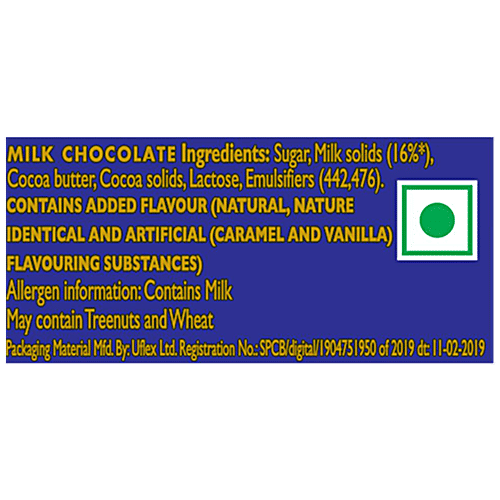 MILK CHOCOLATE Ingredients: Sugar, Milk solids (16%*),
Cocoa butter, Cocoa solids, Lactose, Emulsifiers (442,476).
CONTAINS ADDED FLAVOUR (NATURAL, NATURE
IDENTICAL AND ARTIFICIAL (CARAMEL AND VANILLA)
FLAVOURING SUBSTANCES)
Allergen information: Contains Milk
May contain Treenuts and Wheat
Packaging Material Mfd. By: Uflex Ltd. Registration No.: SPCB/digital/1904751950 of 2019 dt: 11-02-2019